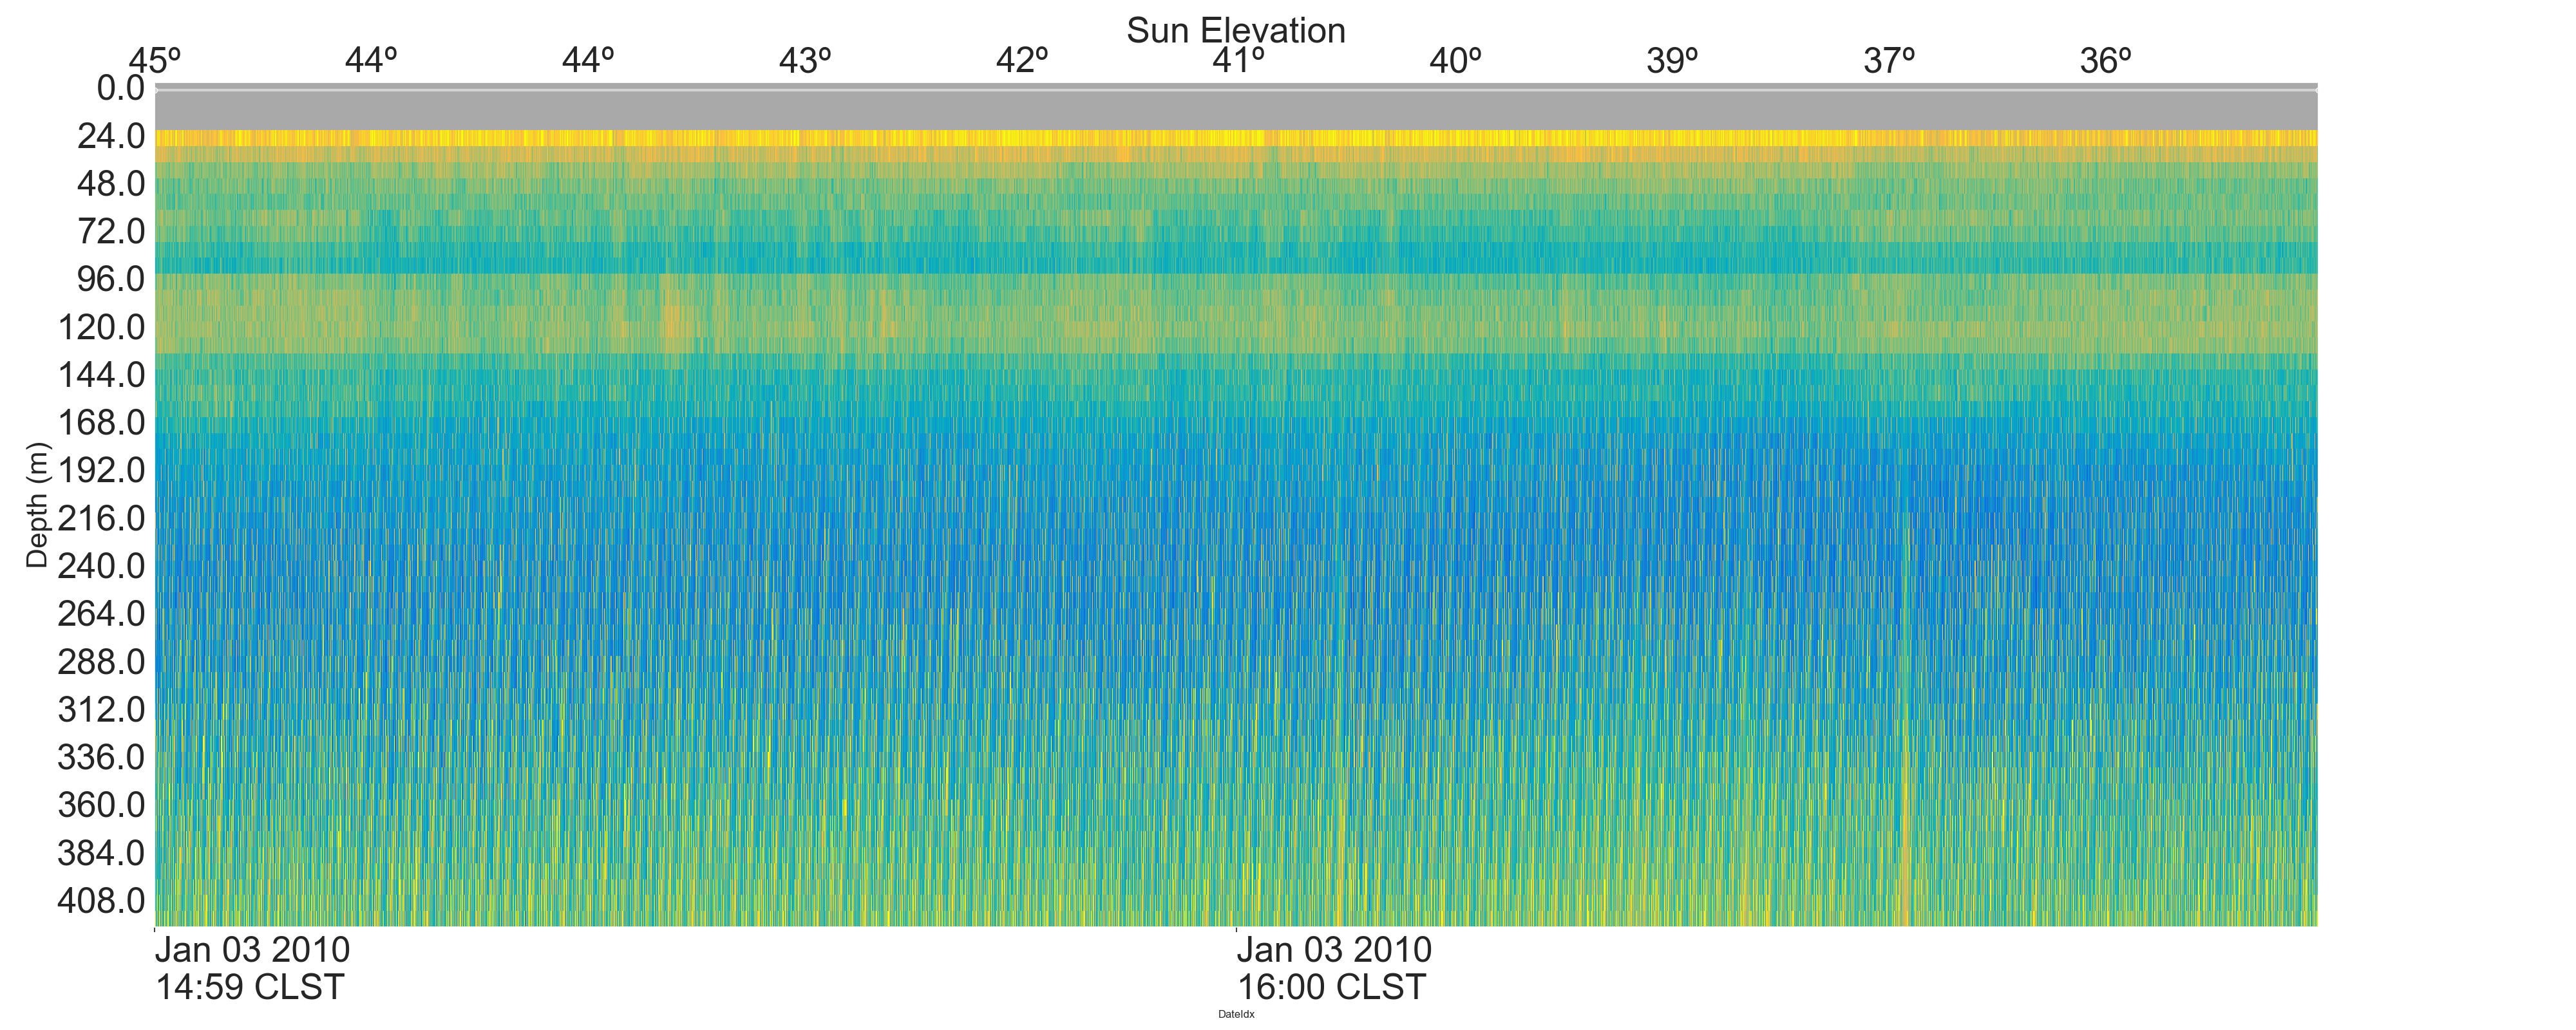 Sun Elevation
45º 44º 44º 43º 42º 41º 40º 39º 37º 36º
0.0
24.0
48.0
72.0
96.0
120.0
144.0
168.0
192.0
216.0
240.0
264.0
288.0
312.0
336.0
360.0
384.0
408.0
Depth (m)
Jan 03 2010
14:59 CLST
Jan 03 2010
16:00 CLST
DateIdx